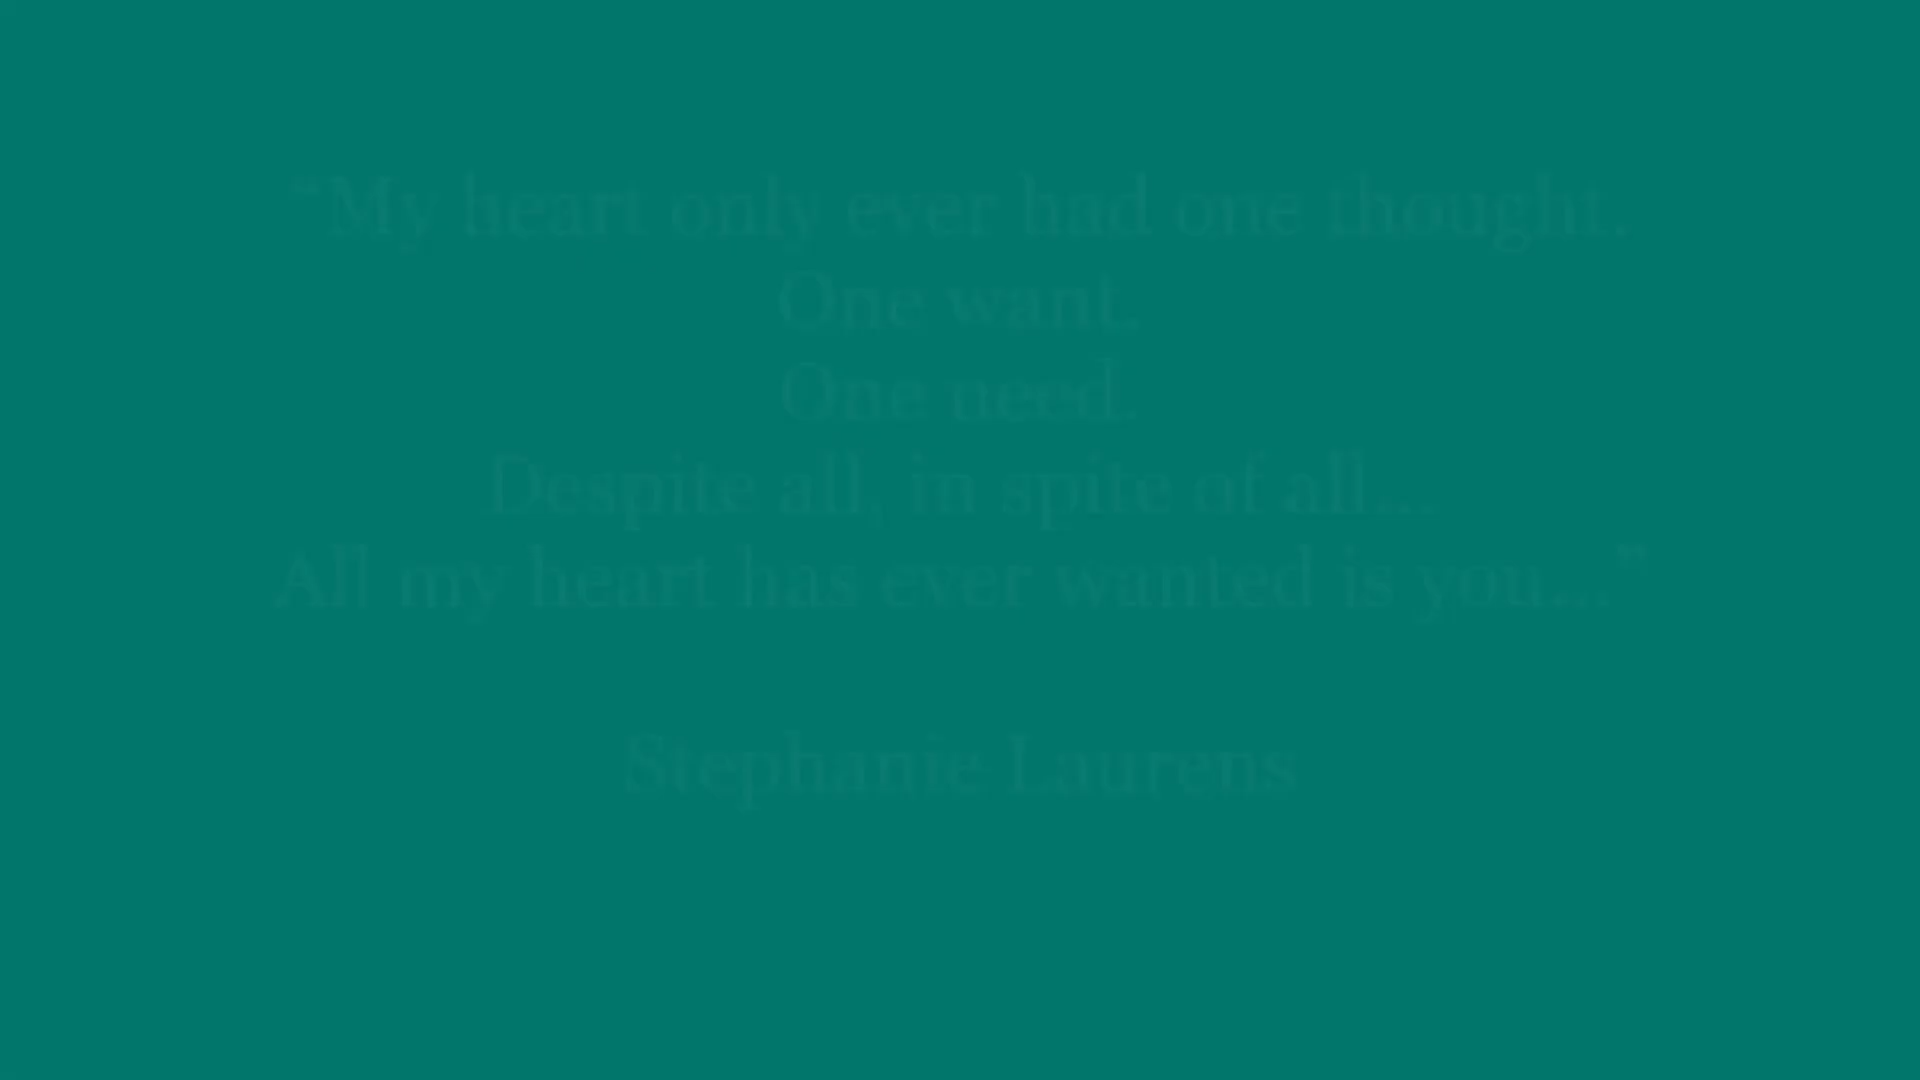 “My heart only ever had one thought.
One want.
One need.
Despite all, in spite of all...
All my heart has ever wanted is you...”
Stephanie Laurens